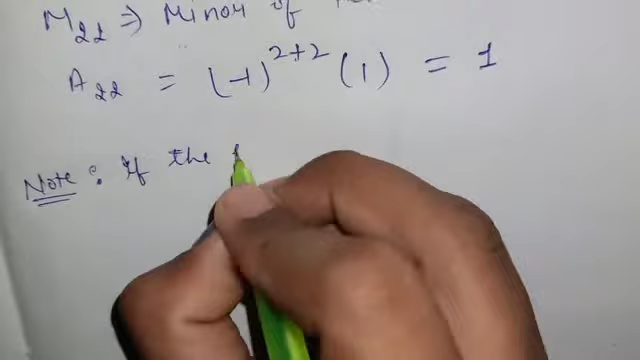 M₂₂ ⇒ Minor of
A₂₂ = (-1)²⁺² (1) = 1
Note : if the